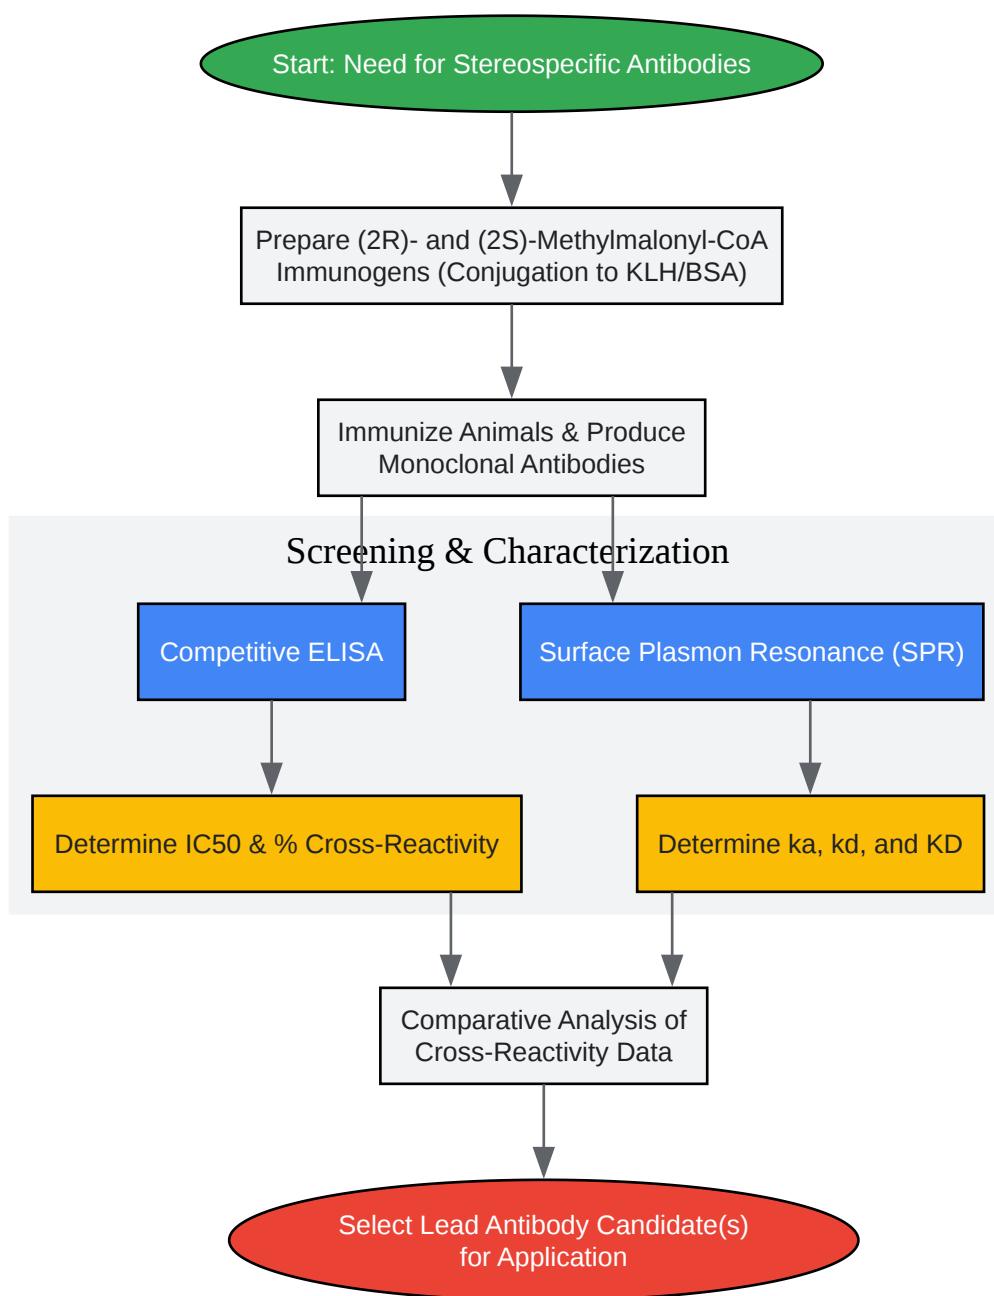 Start: Need for Stereospecific Antibodies
Prepare (2R)- and (2S)-Methylmalonyl-CoA
Immunogens (Conjugation to KLH/BSA)
Immunize Animals & Produce
Monoclonal Antibodies
Screening & Characterization
Competitive ELISA
Surface Plasmon Resonance (SPR)
Determine IC50 & % Cross-Reactivity
Determine ka, kd, and KD
Comparative Analysis of
Cross-Reactivity Data
Select Lead Antibody Candidate(s)
for Application